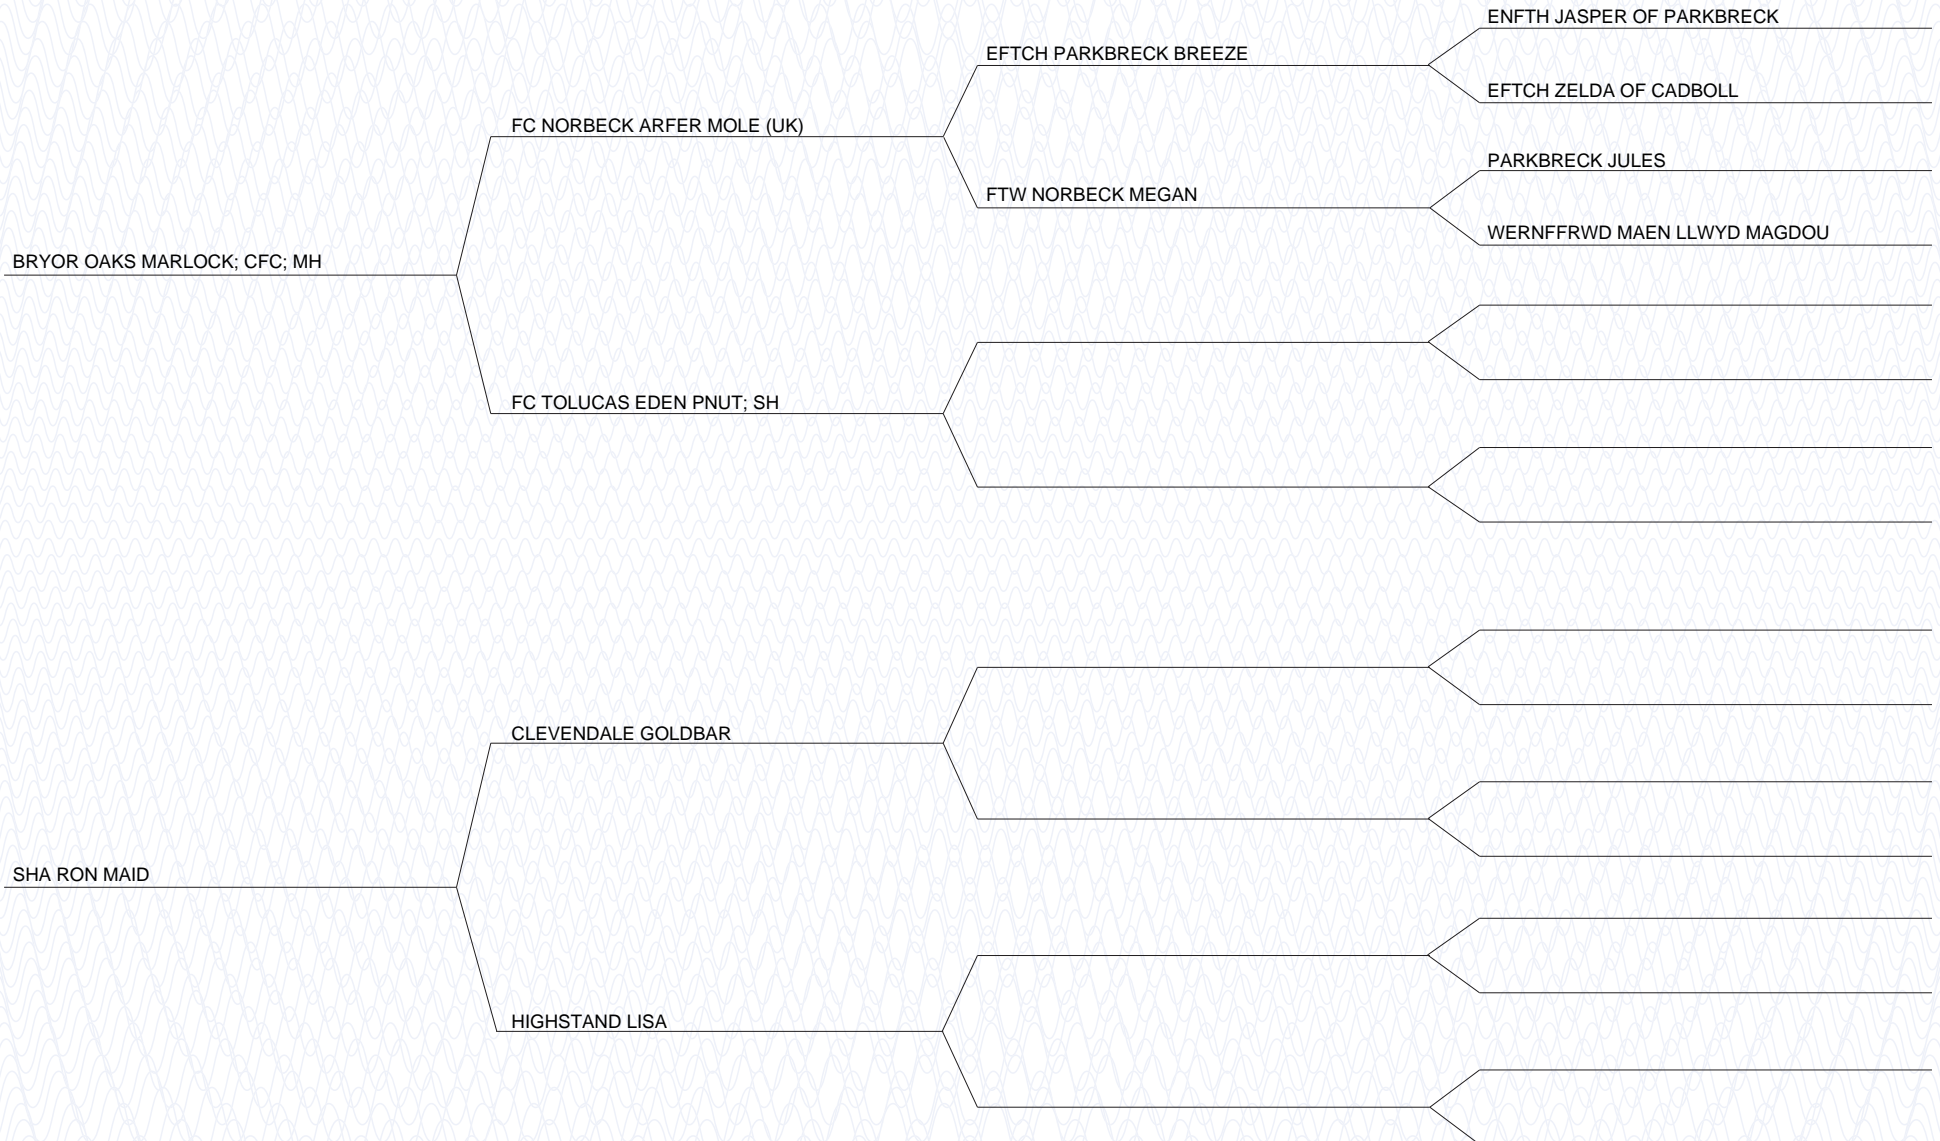 ENFTH JASPER OF PARKBRECK
EFTCH PARKBRECK BREEZE
EFTCH ZELDA OF CADBOLL
FC NORBECK ARFER MOLE (UK)
PARKBRECK JULES
FTW NORBECK MEGAN
WERNFFRWD MAEN LLWYD MAGDOU
BRYOR OAKS MARLOCK; CFC; MH
FC TOLUCAS EDEN PNUT; SH
CLEVENDALE GOLDBAR
SHA RON MAID
HIGHSTAND LISA